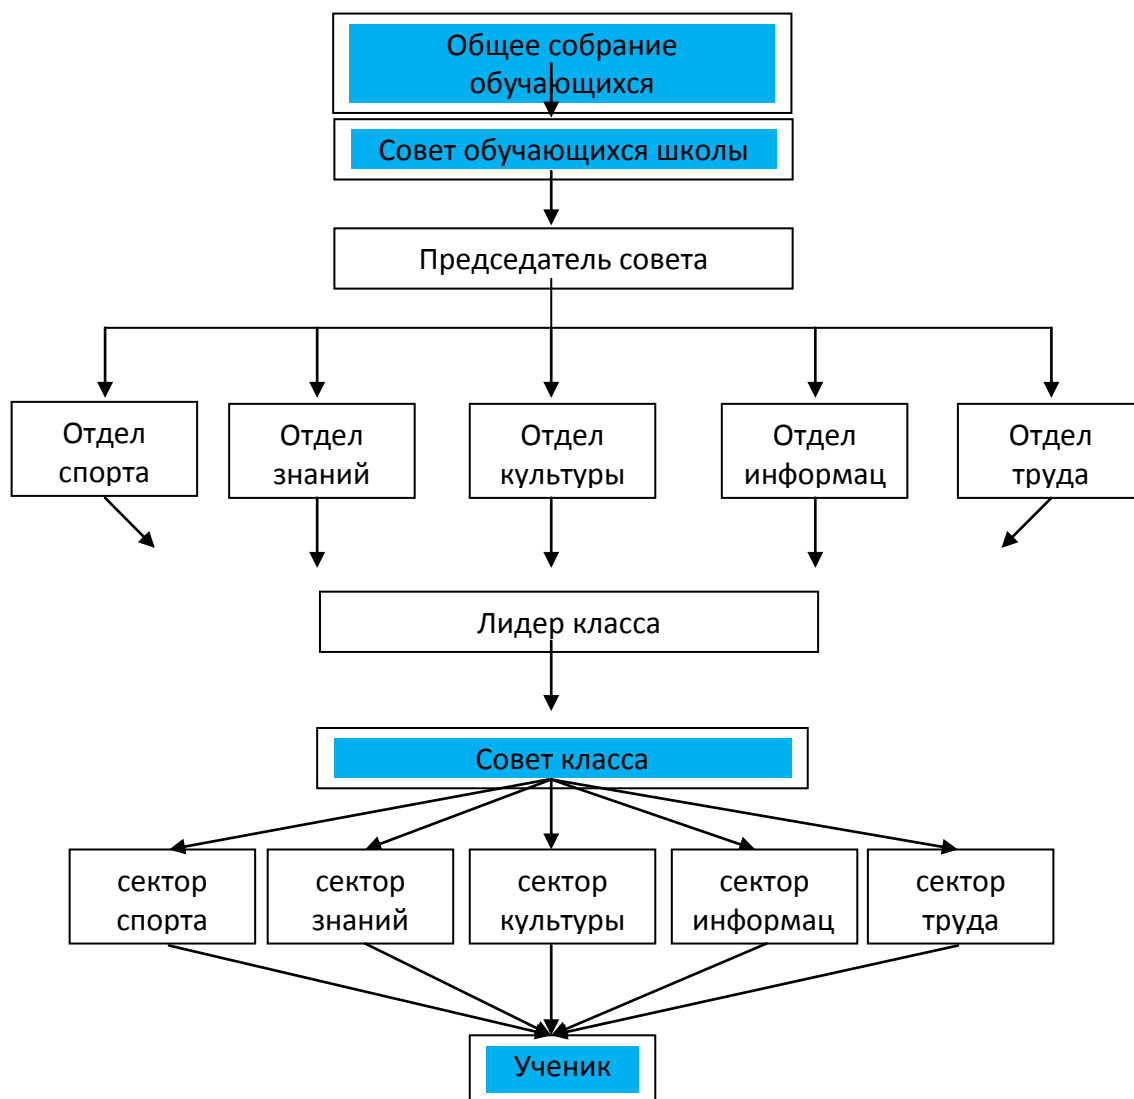 Общее собрание
обучающихся
Совет обучающихся школы
Председатель совета
Отдел
спорта
Отдел
знаний
Отдел
культуры
Отдел
информац
Отдел
труда
Лидер класса
Совет класса
сектор
спорта
сектор
знаний
сектор
культуры
сектор
информац
сектор
труда
Ученик